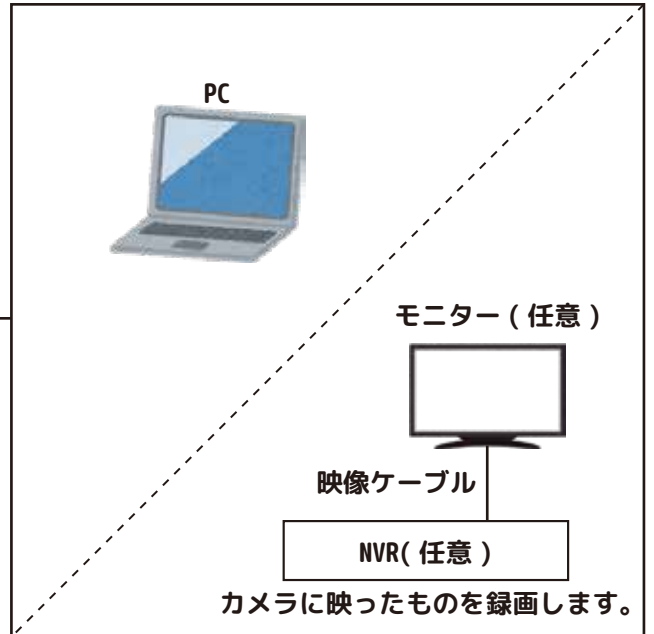 PC
モニター ( 任意 )
映像ケーブル
NVR( 任意 )
カメラに映ったものを録画します。